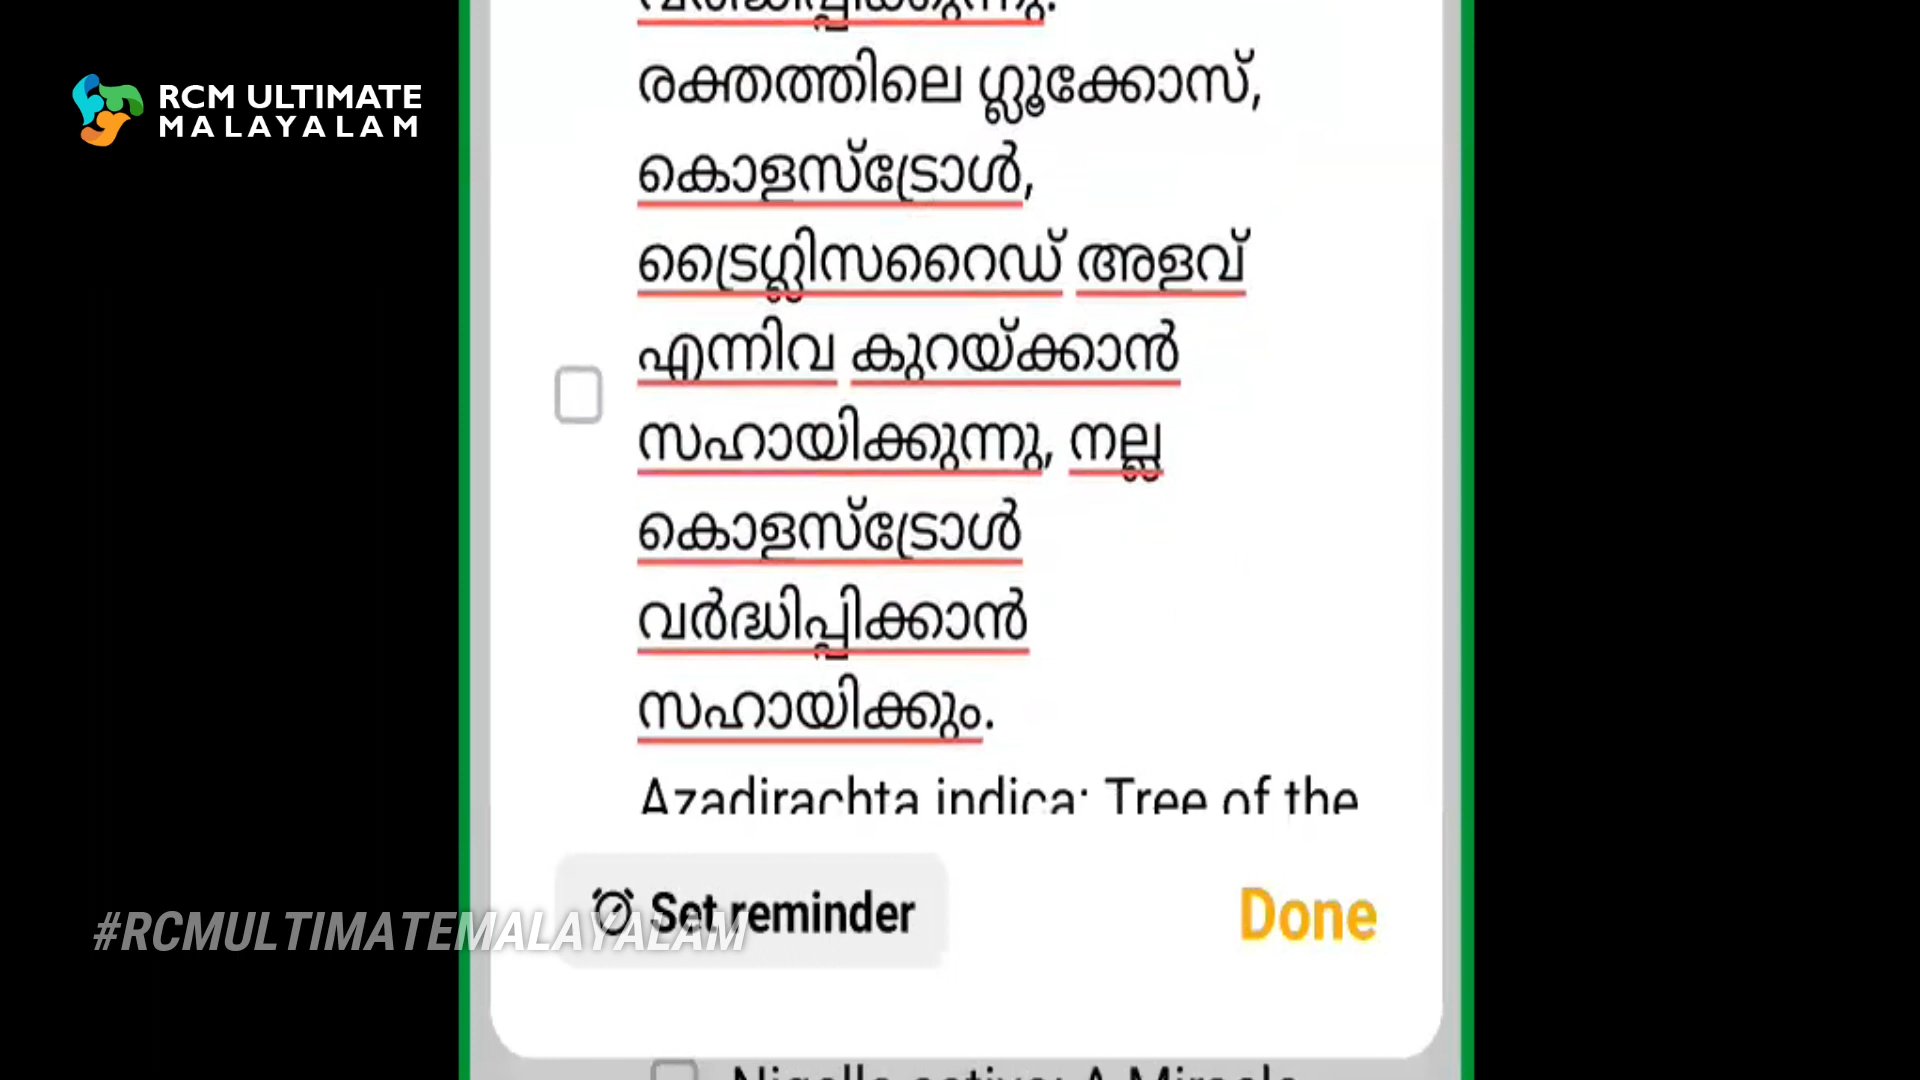 RCM ULTIMATE
MALAYALAM
വർദ്ധിപ്പിക്കുന്നു.
രക്തത്തിലെ ഗ്ലൂക്കോസ്,
കൊളസ്ട്രോൾ,
ട്രൈഗ്ലിസറൈഡ് അളവ്
എന്നിവ കുറയ്ക്കാൻ
സഹായിക്കുന്നു, നല്ല
കൊളസ്ട്രോൾ
വർദ്ധിപ്പിക്കാൻ
സഹായിക്കും.
Azadirachta indica: Tree of the
Set reminder
Done
#RCMULTIMATEMALAYALAM